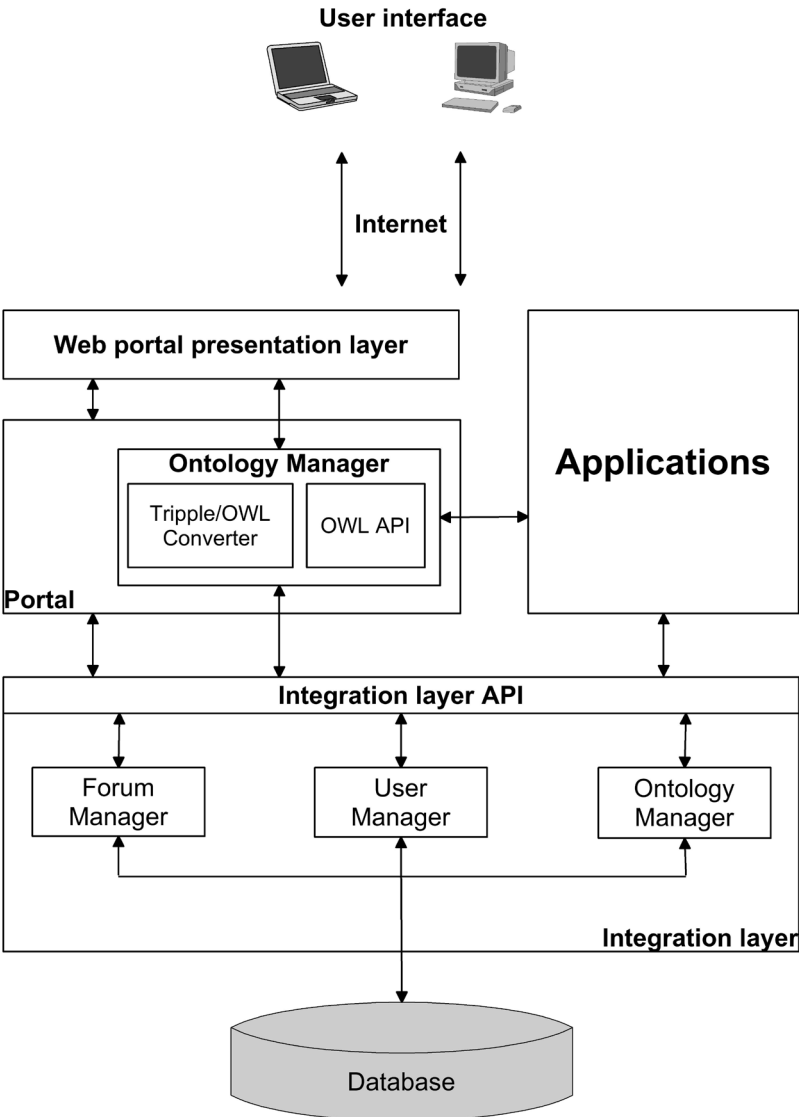 User interface
Internet
Web portal presentation layer
Ontology Manager
Tripple/OWL
Converter
OWL API
Portal
Applications
Integration layer API
Forum
Manager
User
Manager
Ontology
Manager
Integration layer
Database